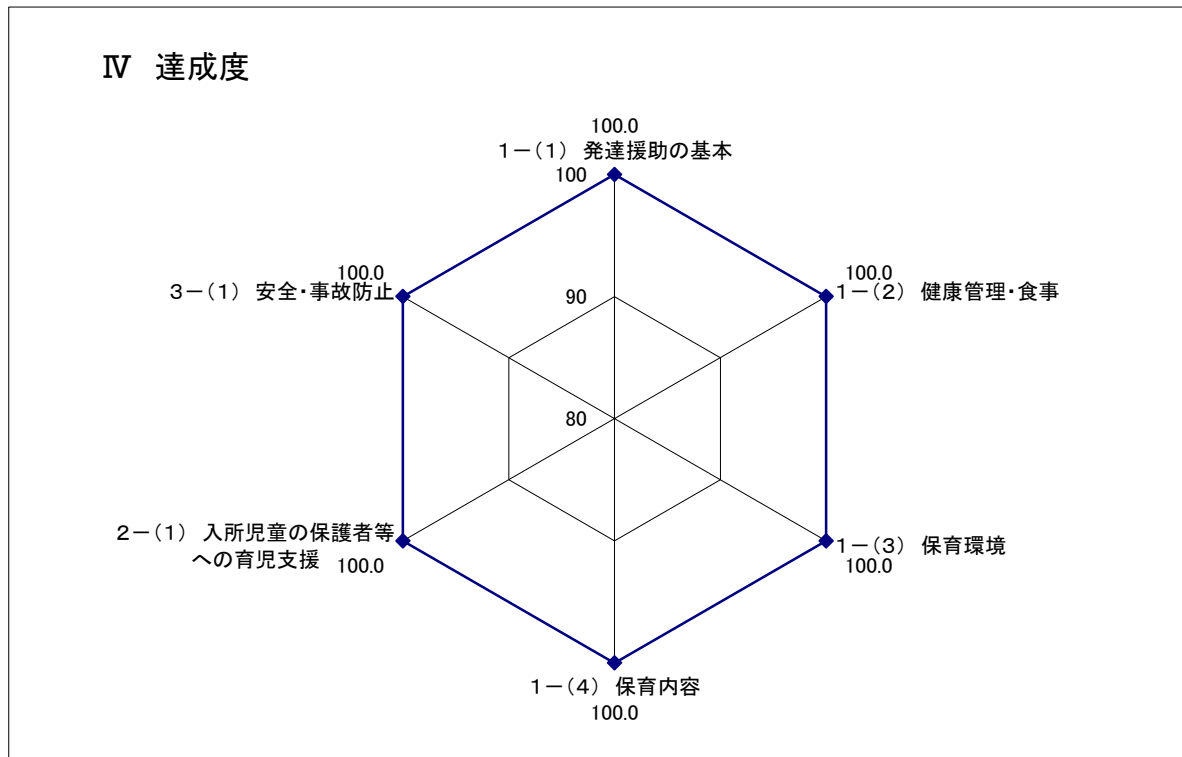 Ⅳ 達成度
100.0
1－(1) 発達援助の基本
100
100.0
3－(1) 安全・事故防止
100.0
1－(2) 健康管理・食事
90
80
2－(1) 入所児童の保護者等
への育児支援
100.0
1－(3) 保育環境
100.0
1－(4) 保育内容
100.0